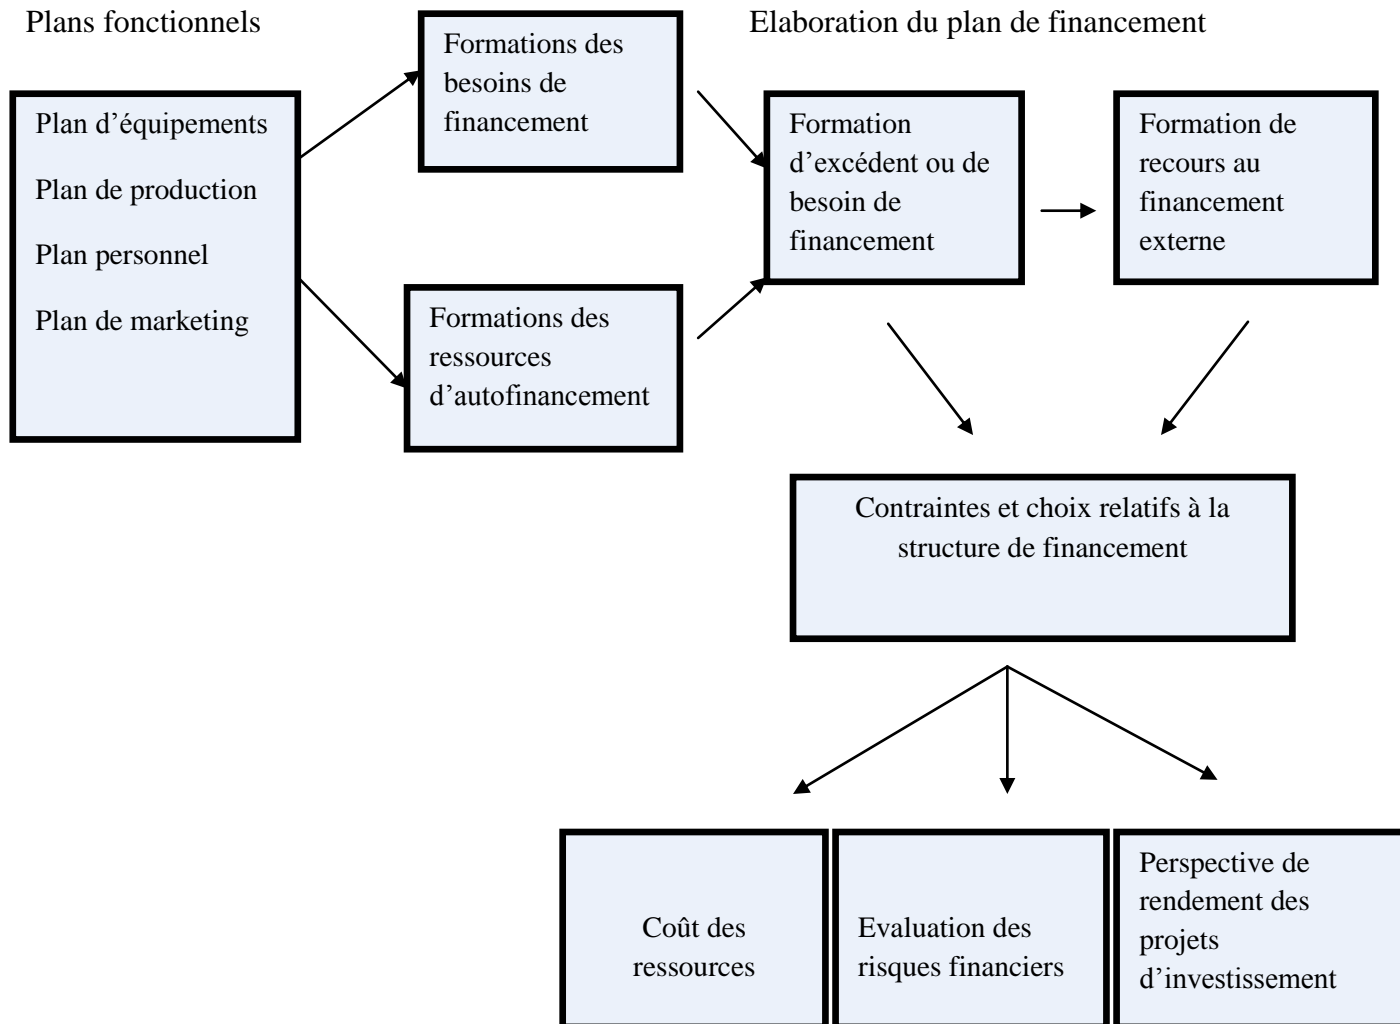 Plans fonctionnels
Elaboration du plan de financement
Plan d’équipements
Plan de production
Plan personnel
Plan de marketing
Formations des
besoins de
financement
Formations des
ressources
d’autofinancement
Formation
d’excédent ou de
besoin de
financement
Formation de
recours au
financement
externe
Contraintes et choix relatifs à la
structure de financement
Coût des
ressources
Evaluation des
risques financiers
Perspective de
rendement des
projets
d’investissement